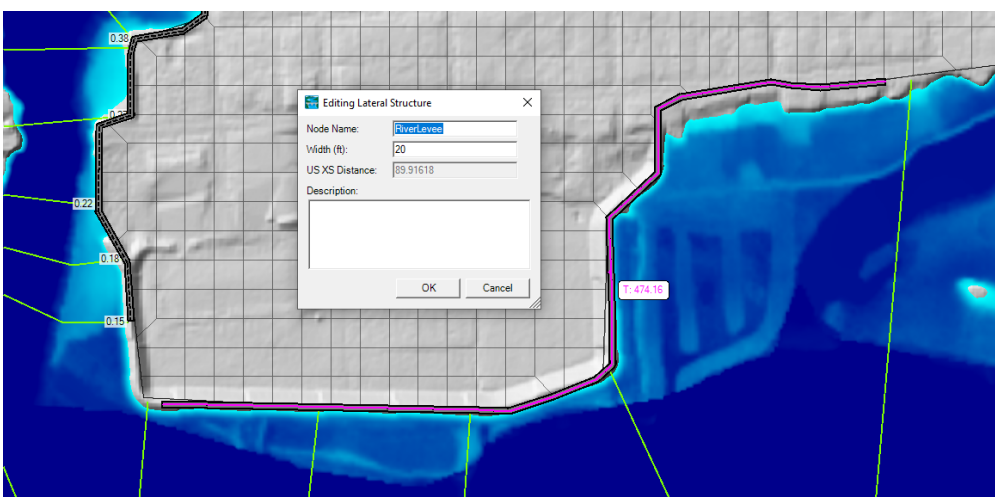 0.38
Editing Lateral Structure
Node Name: RiverLevee
Width (ft): 20
US XS Distance: 89.91618
Description:
0.22
0.18
T: 474.16
OK Cancel
0.15